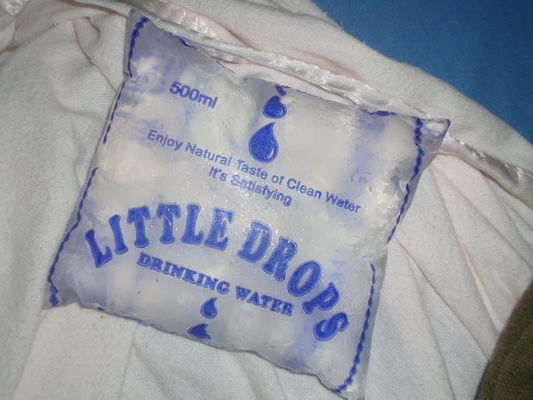 500ml
Enjoy Natural Taste of Clean Water
It's Satisfying
LITTLE DROPS
DRINKING WATER